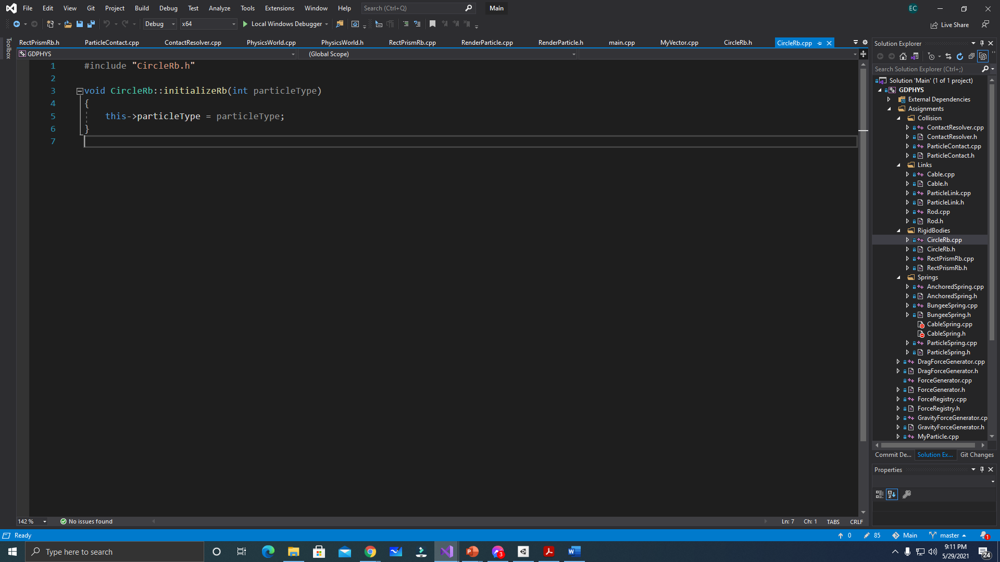 File Edit View Git Project Build Debug Test Analyze Tools Extensions Window Help Search (Ctrl+Q) Main EC
Debug x64 Local Windows Debugger Live Share
Toolbox
RectPrismRb.h ParticleContact.cpp ContactResolver.cpp PhysicsWorld.cpp PhysicsWorld.h RectPrismRb.cpp RenderParticle.cpp RenderParticle.h main.cpp MyVector.cpp CircleRb.h CircleRb.cpp
GDPHYS (Global Scope)
1 #include "CircleRb.h"
2
3 void CircleRb::initializeRb(int particleType)
4 {
5 this->particleType = particleType;
6 }
7
142 % No issues found Ln: 7 Ch: 1 TABS CRLF
Solution Explorer
Search Solution Explorer (Ctrl+;)
Solution 'Main' (1 of 1 project)
GDPHYS
External Dependencies
Assignments
Collision
ContactResolver.cpp
ContactResolver.h
ParticleContact.cpp
ParticleContact.h
Links
Cable.cpp
Cable.h
ParticleLink.cpp
ParticleLink.h
Rod.cpp
Rod.h
RigidBodies
CircleRb.cpp
CircleRb.h
RectPrismRb.cpp
RectPrismRb.h
Springs
AnchoredSpring.cpp
AnchoredSpring.h
BungeeSpring.cpp
BungeeSpring.h
CableSpring.cpp
CableSpring.h
ParticleSpring.cpp
ParticleSpring.h
DragForceGenerator.cpp
DragForceGenerator.h
ForceGenerator.cpp
ForceGenerator.h
ForceRegistry.cpp
ForceRegistry.h
GravityForceGenerator.cp
GravityForceGenerator.h
MyParticle.cpp
Commit De... Solution Ex... Git Changes
Properties
Ready 0 85 Main master 1
Type here to search 3 9:11 PM
5/29/2021 24